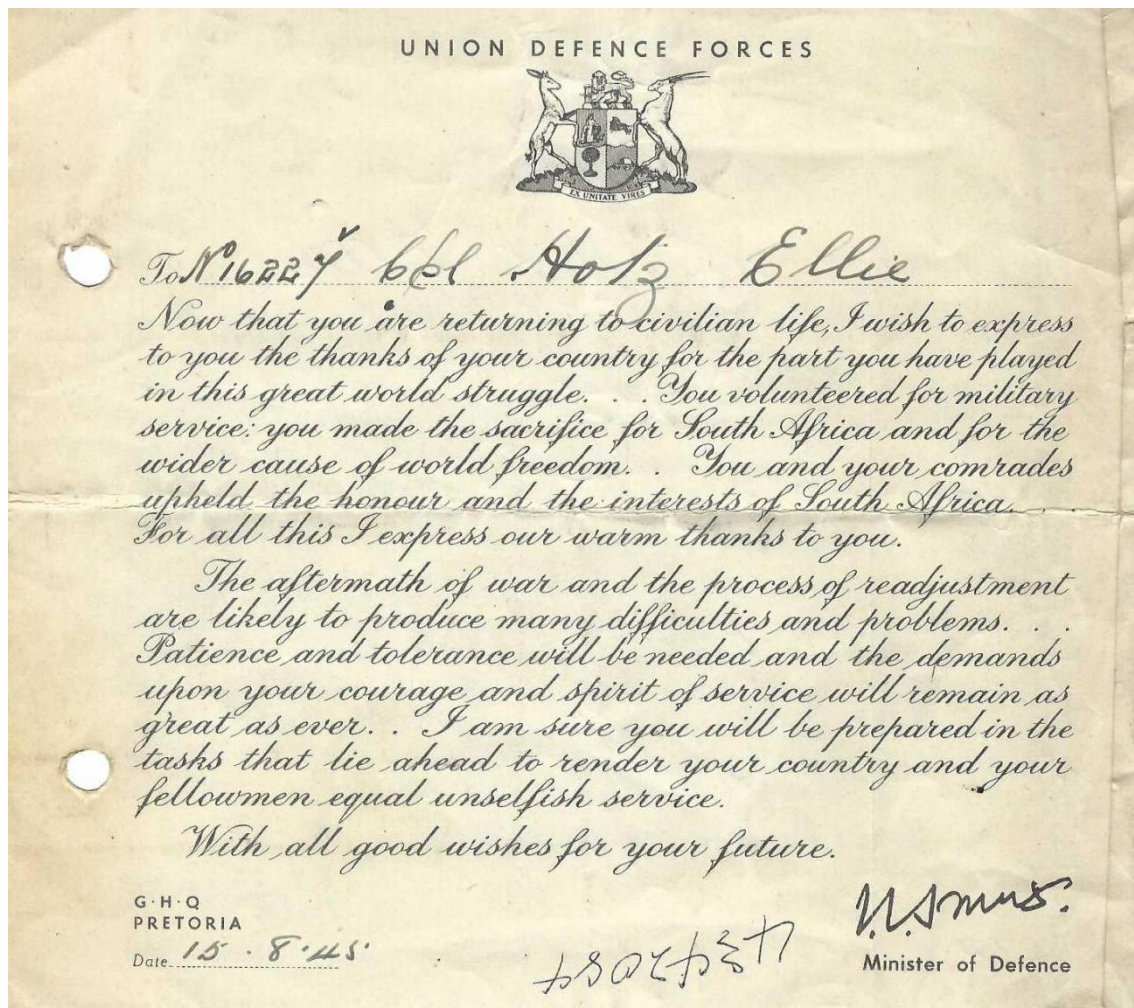 UNION DEFENCE FORCES
EX UNITATE VIRES
To Nº 16227 Cpl Ellie
Now that you are returning to civilian life, I wish to express
to you the thanks of your country for the part you have played
in this great world struggle. . . You volunteered for military
service: you made the sacrifice for South Africa and for the
wider cause of world freedom. . You and your comrades
upheld the honour and the interests of South Africa. . .
For all this I express our warm thanks to you.
The aftermath of war and the process of readjustment
are likely to produce many difficulties and problems. . .
Patience and tolerance will be needed and the demands
upon your courage and spirit of service will remain as
great as ever. . I am sure you will be prepared in the
tasks that lie ahead to render your country and your
fellowmen equal unselfish service.
With all good wishes for your future.
G·H·Q
PRETORIA
Date 15·8·45
Minister of Defence